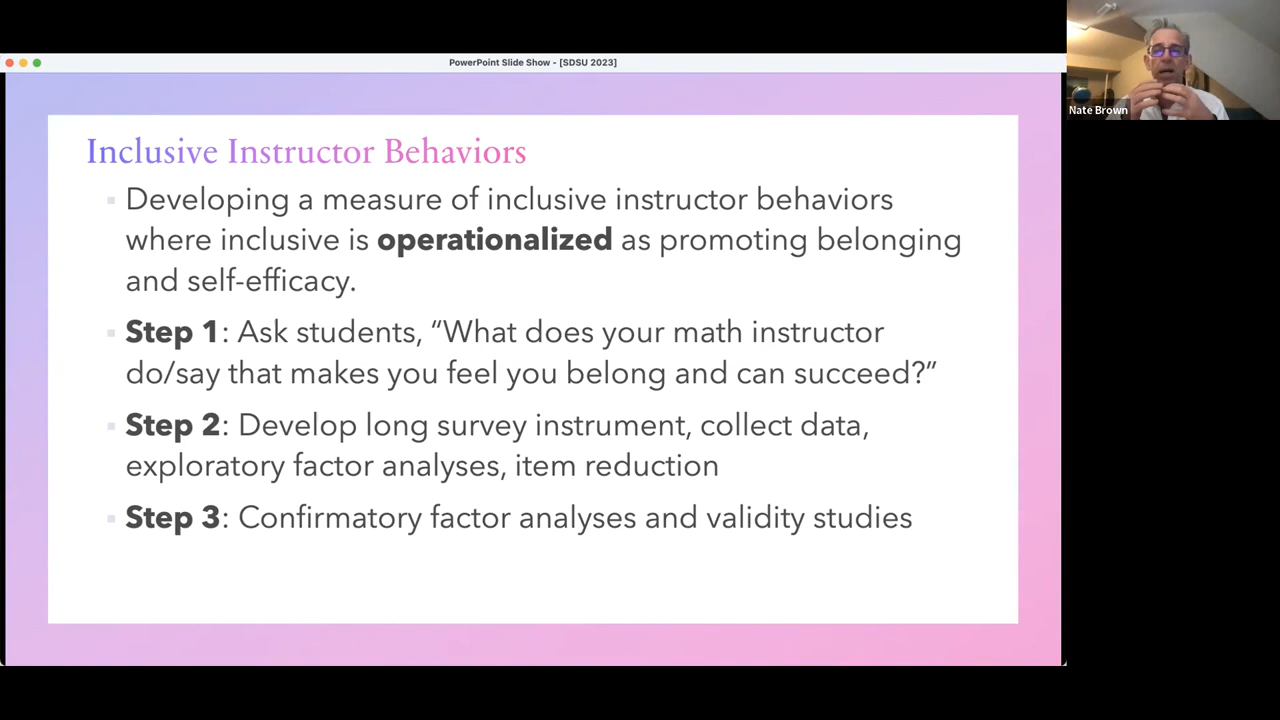 PowerPoint Slide Show - [SDSU 2023]
Nate Brown
Inclusive Instructor Behaviors
Developing a measure of inclusive instructor behaviors
where inclusive is operationalized as promoting belonging
and self-efficacy.
Step 1: Ask students, “What does your math instructor
do/say that makes you feel you belong and can succeed?”
Step 2: Develop long survey instrument, collect data,
exploratory factor analyses, item reduction
Step 3: Confirmatory factor analyses and validity studies